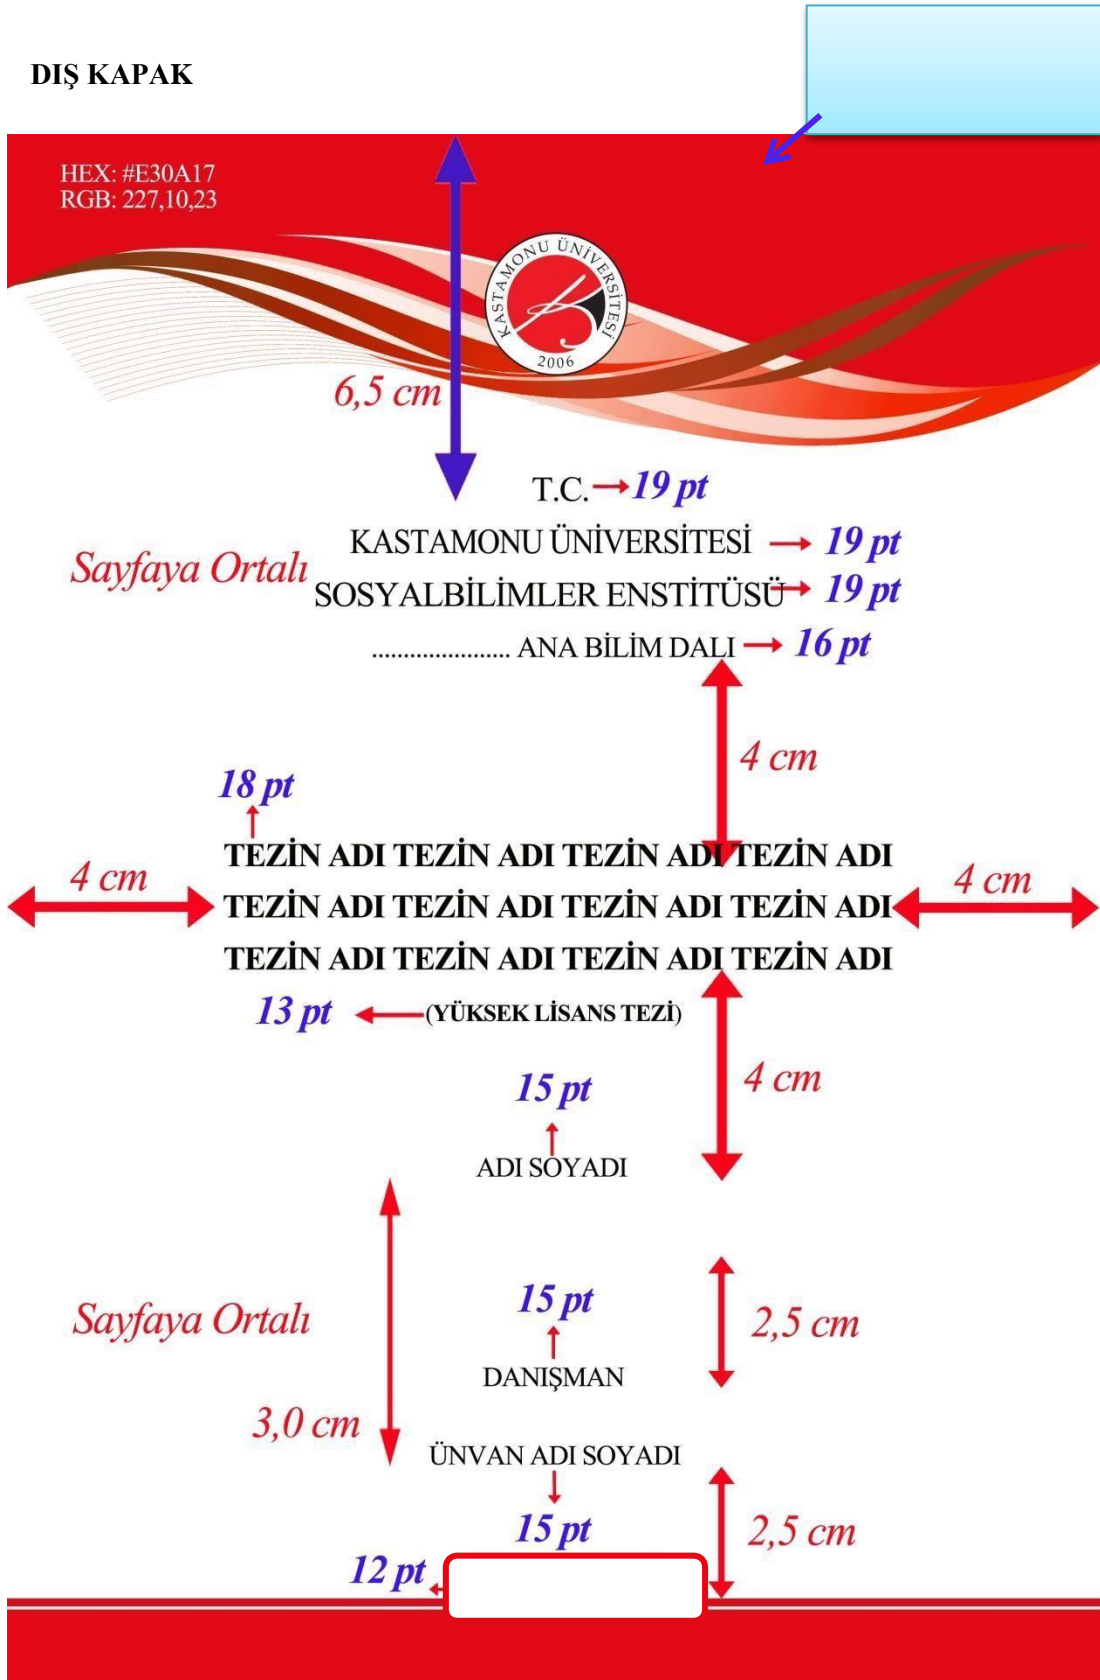 DIŞ KAPAK
HEX: #E30A17
RGB: 227,10,23
KASTAMONU ÜNİVERSİTESİ
2006
6,5 cm
T.C. 19 pt
KASTAMONU ÜNİVERSİTESİ 19 pt
Sayfaya Ortalı
SOSYALBİLİMLER ENSTİTÜSÜ 19 pt
...................... ANA BİLİM DALI 16 pt
4 cm
18 pt
TEZİN ADI TEZİN ADI TEZİN ADI TEZİN ADI
4 cm
4 cm
TEZİN ADI TEZİN ADI TEZİN ADI TEZİN ADI
TEZİN ADI TEZİN ADI TEZİN ADI TEZİN ADI
13 pt (YÜKSEK LİSANS TEZİ)
4 cm
15 pt
ADI SOYADI
15 pt
Sayfaya Ortalı
2,5 cm
DANIŞMAN
3,0 cm
ÜNVAN ADI SOYADI
15 pt
2,5 cm
12 pt